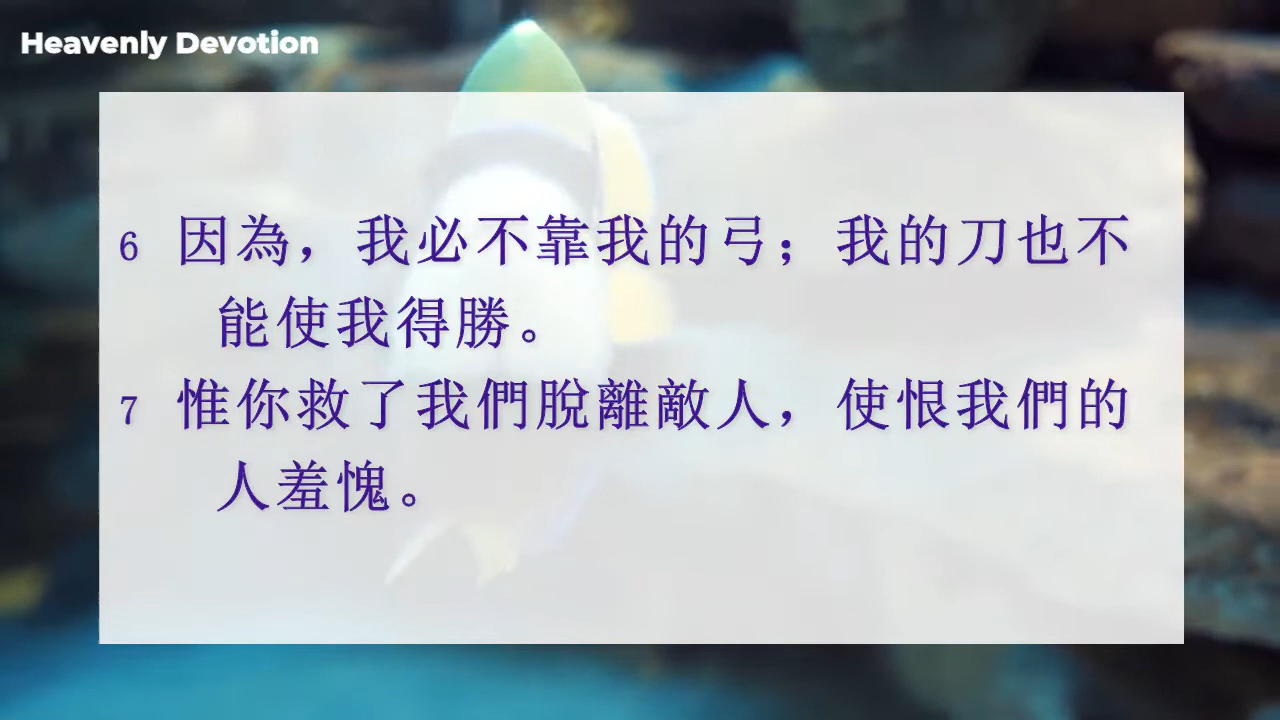 Heavenly Devotion
6 因為，我必不靠我的弓；我的刀也不
能使我得勝。
7 惟你救了我們脫離敵人，使恨我們的
人羞愧。